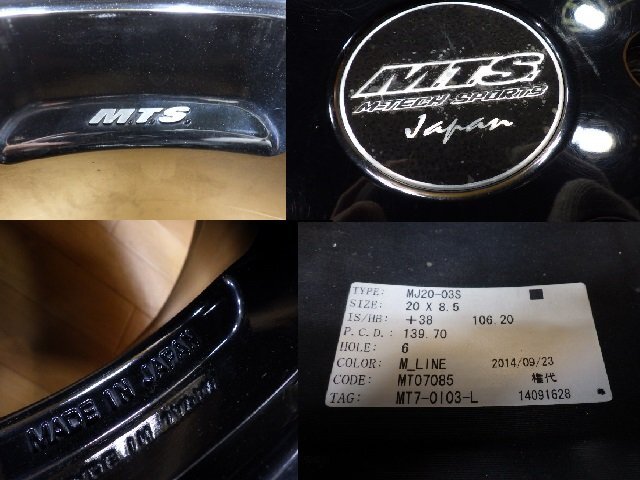 MTS
MTS
M-TECH SPORTS
Japan
MADE IN JAPAN
TYPE: MJ20-03S
SIZE: 20 X 8.5
IS/HB: +38 106.20
P.C.D.: 139.70
HOLE: 6
COLOR: M_LINE 2014/09/23
CODE: MT07085 権代
TAG: MT7-0103-L 14091628